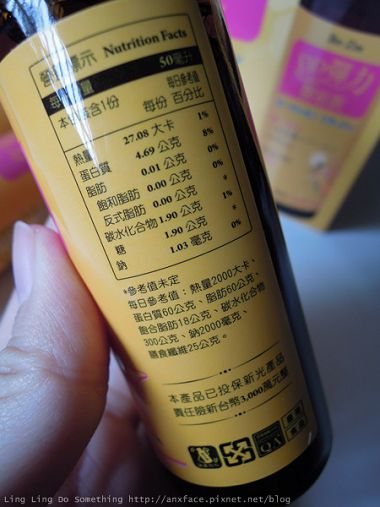 營標示 Nutrition Facts
每量 50毫升
本含1份 每份 每日參考值百分比
熱量 27.08 大卡 1%
蛋白質 4.69 公克 8%
脂肪 0.01 公克 0%
飽和脂肪 0.00 公克 0%
反式脂肪 0.00 公克 *
碳水化合物 1.90 公克 1%
糖 1.90 公克 *
鈉 1.03 毫克 0%
*參考值未定
每日參考值：熱量2000大卡、
蛋白質60公克、脂肪60公克、
飽合脂肪18公克、碳水化合物
300公克、鈉2000毫克、
膳食纖維25公克。
本產品已投保新光產品
責任險新台幣3,000萬元整
QA
Ling Ling Do Something http://anxface.pixnet.net/blog